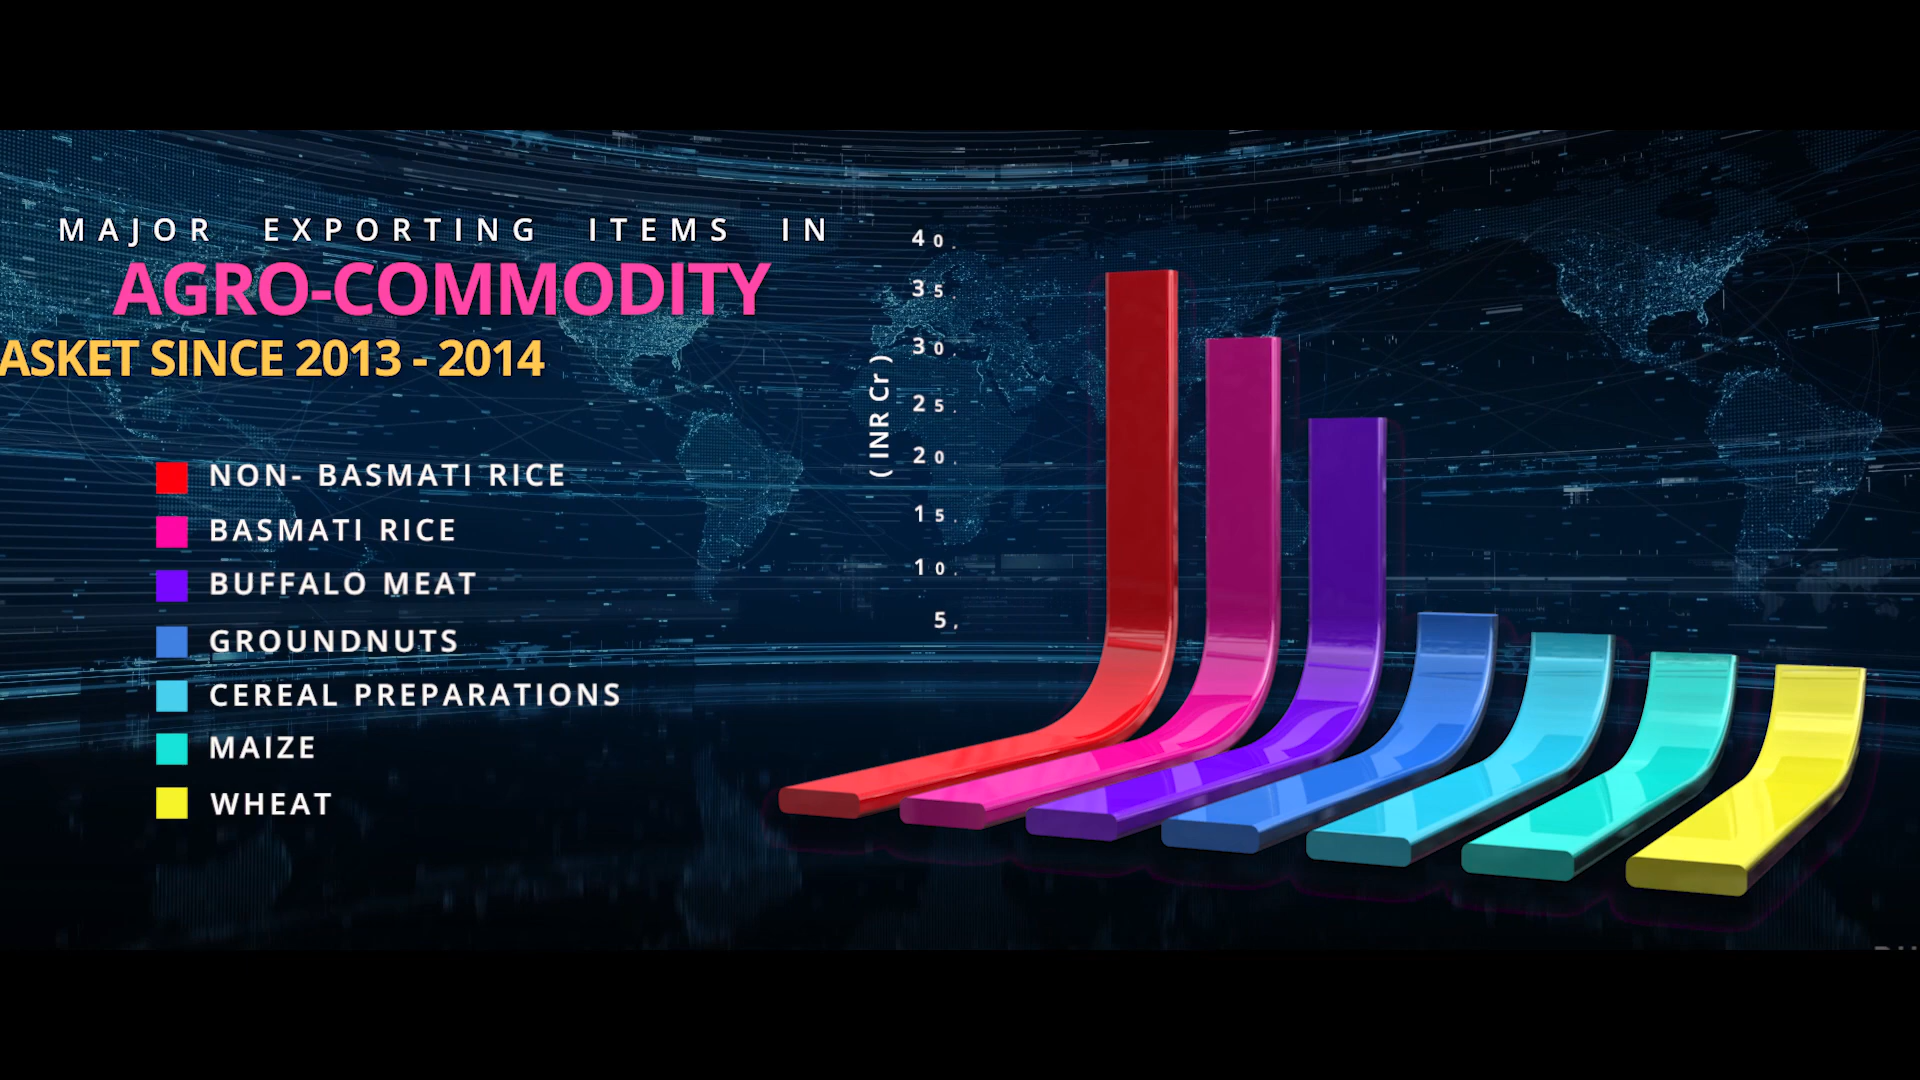 MAJOR EXPORTING ITEMS IN
AGRO-COMMODITY
ASKET SINCE 2013 - 2014
NON- BASMATI RICE
BASMATI RICE
BUFFALO MEAT
GROUNDNUTS
CEREAL PREPARATIONS
MAIZE
WHEAT
( INR Cr )
40.
35.
30.
25.
20.
15.
10.
5,